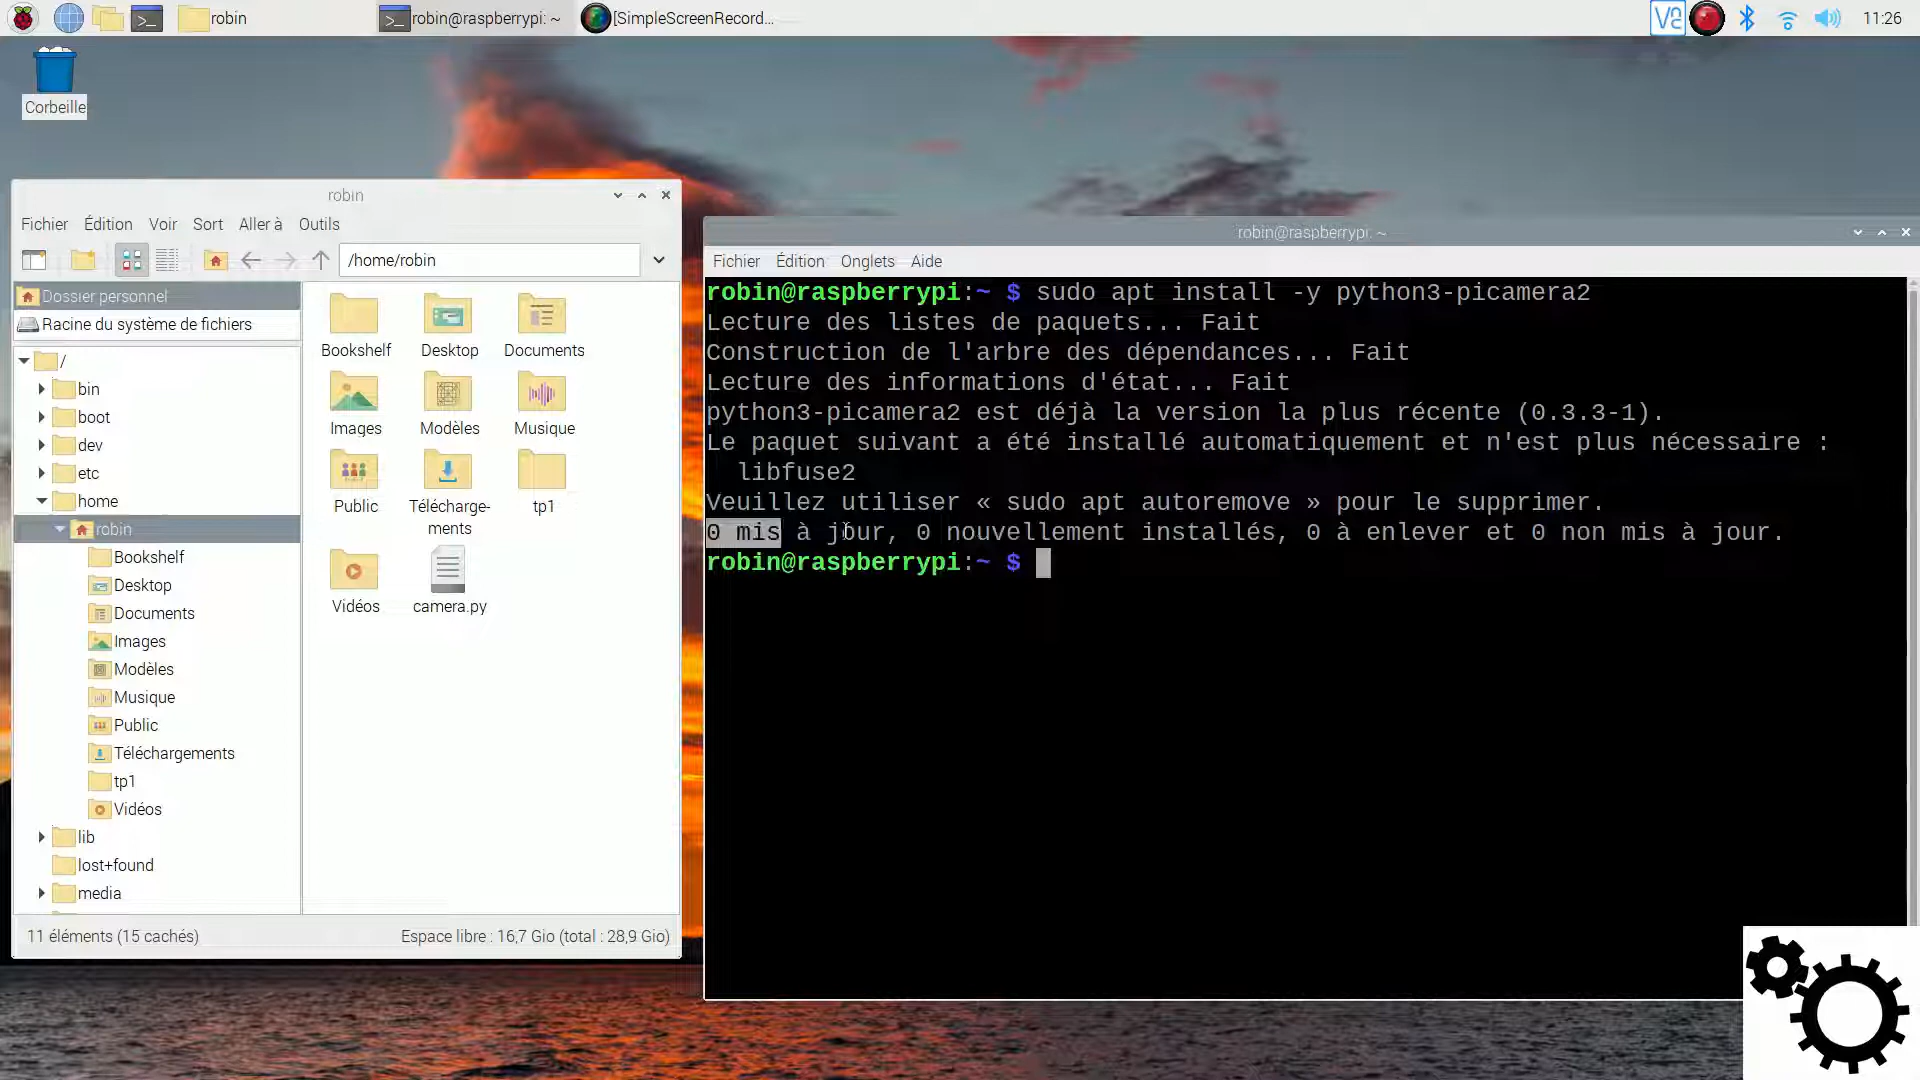 robin
robin@raspberrypi: ~
[SimpleScreenRecord...
11:26
Corbeille
robin
Fichier Édition Voir Sort Aller à Outils
/home/robin
Dossier personnel
Racine du système de fichiers
/
bin
boot
dev
etc
home
robin
Bookshelf
Desktop
Documents
Images
Modèles
Musique
Public
Téléchargements
tp1
Vidéos
lib
lost+found
media
Bookshelf
Desktop
Documents
Images
Modèles
Musique
Public
Télécharge-
ments
tp1
Vidéos
camera.py
11 éléments (15 cachés)
Espace libre : 16,7 Gio (total : 28,9 Gio)
robin@raspberrypi: ~
Fichier Édition Onglets Aide
robin@raspberrypi:~ $ sudo apt install -y python3-picamera2
Lecture des listes de paquets... Fait
Construction de l'arbre des dépendances... Fait
Lecture des informations d'état... Fait
python3-picamera2 est déjà la version la plus récente (0.3.3-1).
Le paquet suivant a été installé automatiquement et n'est plus nécessaire :
libfuse2
Veuillez utiliser « sudo apt autoremove » pour le supprimer.
0 mis à jour, 0 nouvellement installés, 0 à enlever et 0 non mis à jour.
robin@raspberrypi:~ $